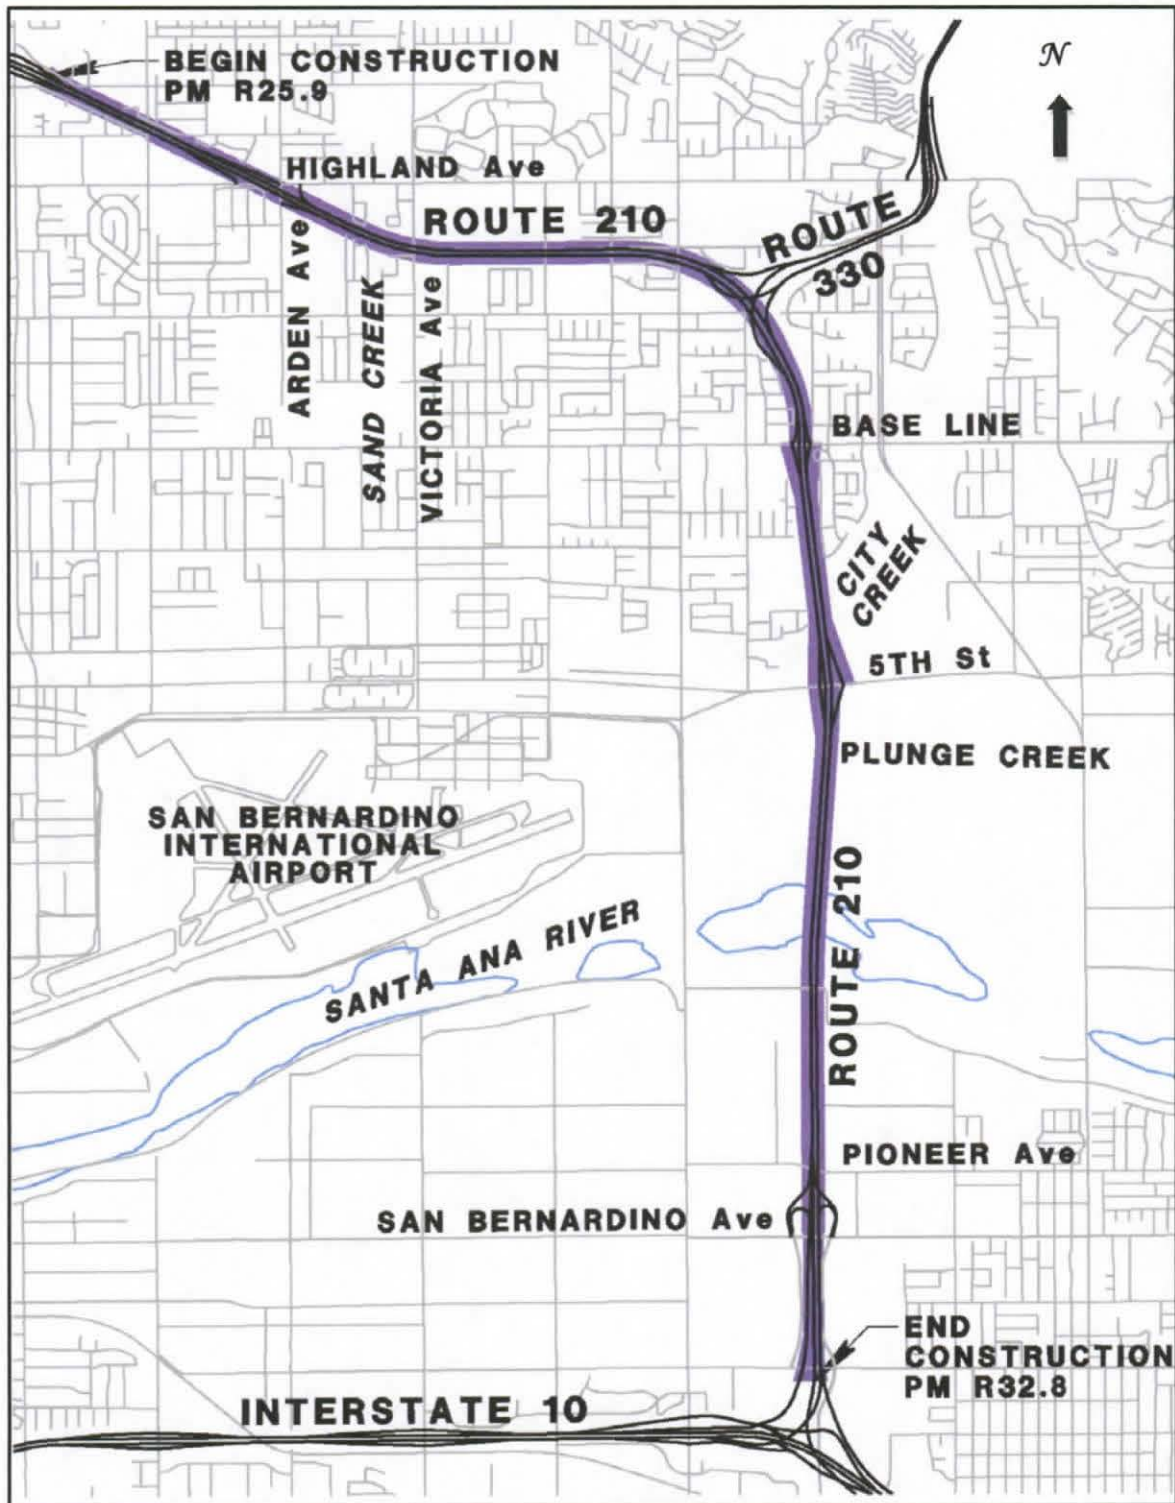 BEGIN CONSTRUCTION
PM R25.9
N
HIGHLAND Ave
ROUTE 210
ROUTE
330
ARDEN Ave
SAND CREEK
VICTORIA Ave
BASE LINE
CITY
CREEK
5TH St
PLUNGE CREEK
SAN BERNARDINO
INTERNATIONAL
AIRPORT
SANTA ANA RIVER
ROUTE 210
PIONEER Ave
SAN BERNARDINO Ave
END
CONSTRUCTION
PM R32.8
INTERSTATE 10